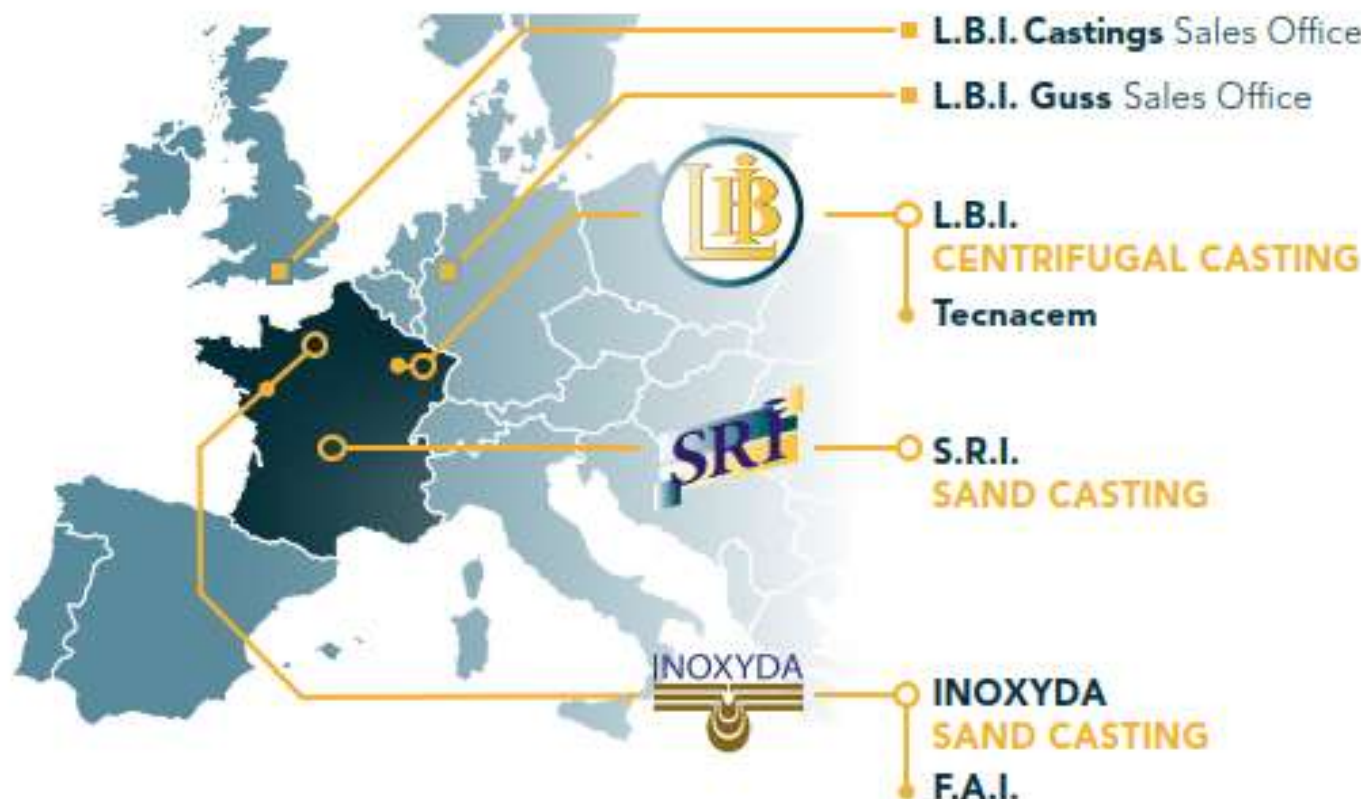 L.B.I. Castings Sales Office
L.B.I. Guss Sales Office
LBI
L.B.I.
CENTRIFUGAL CASTING
Tecnacem
SRI
S.R.I.
SAND CASTING
INOXYDA
INOXYDA
SAND CASTING
F.A.I.